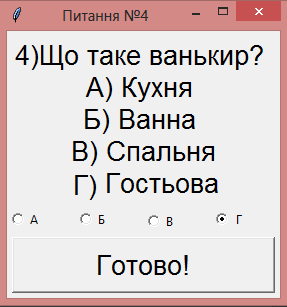 Питання №4
4)Що таке ванькир?
А) Кухня
Б) Ванна
В) Спальня
Г) Гостьова
А Б В Г
Готово!